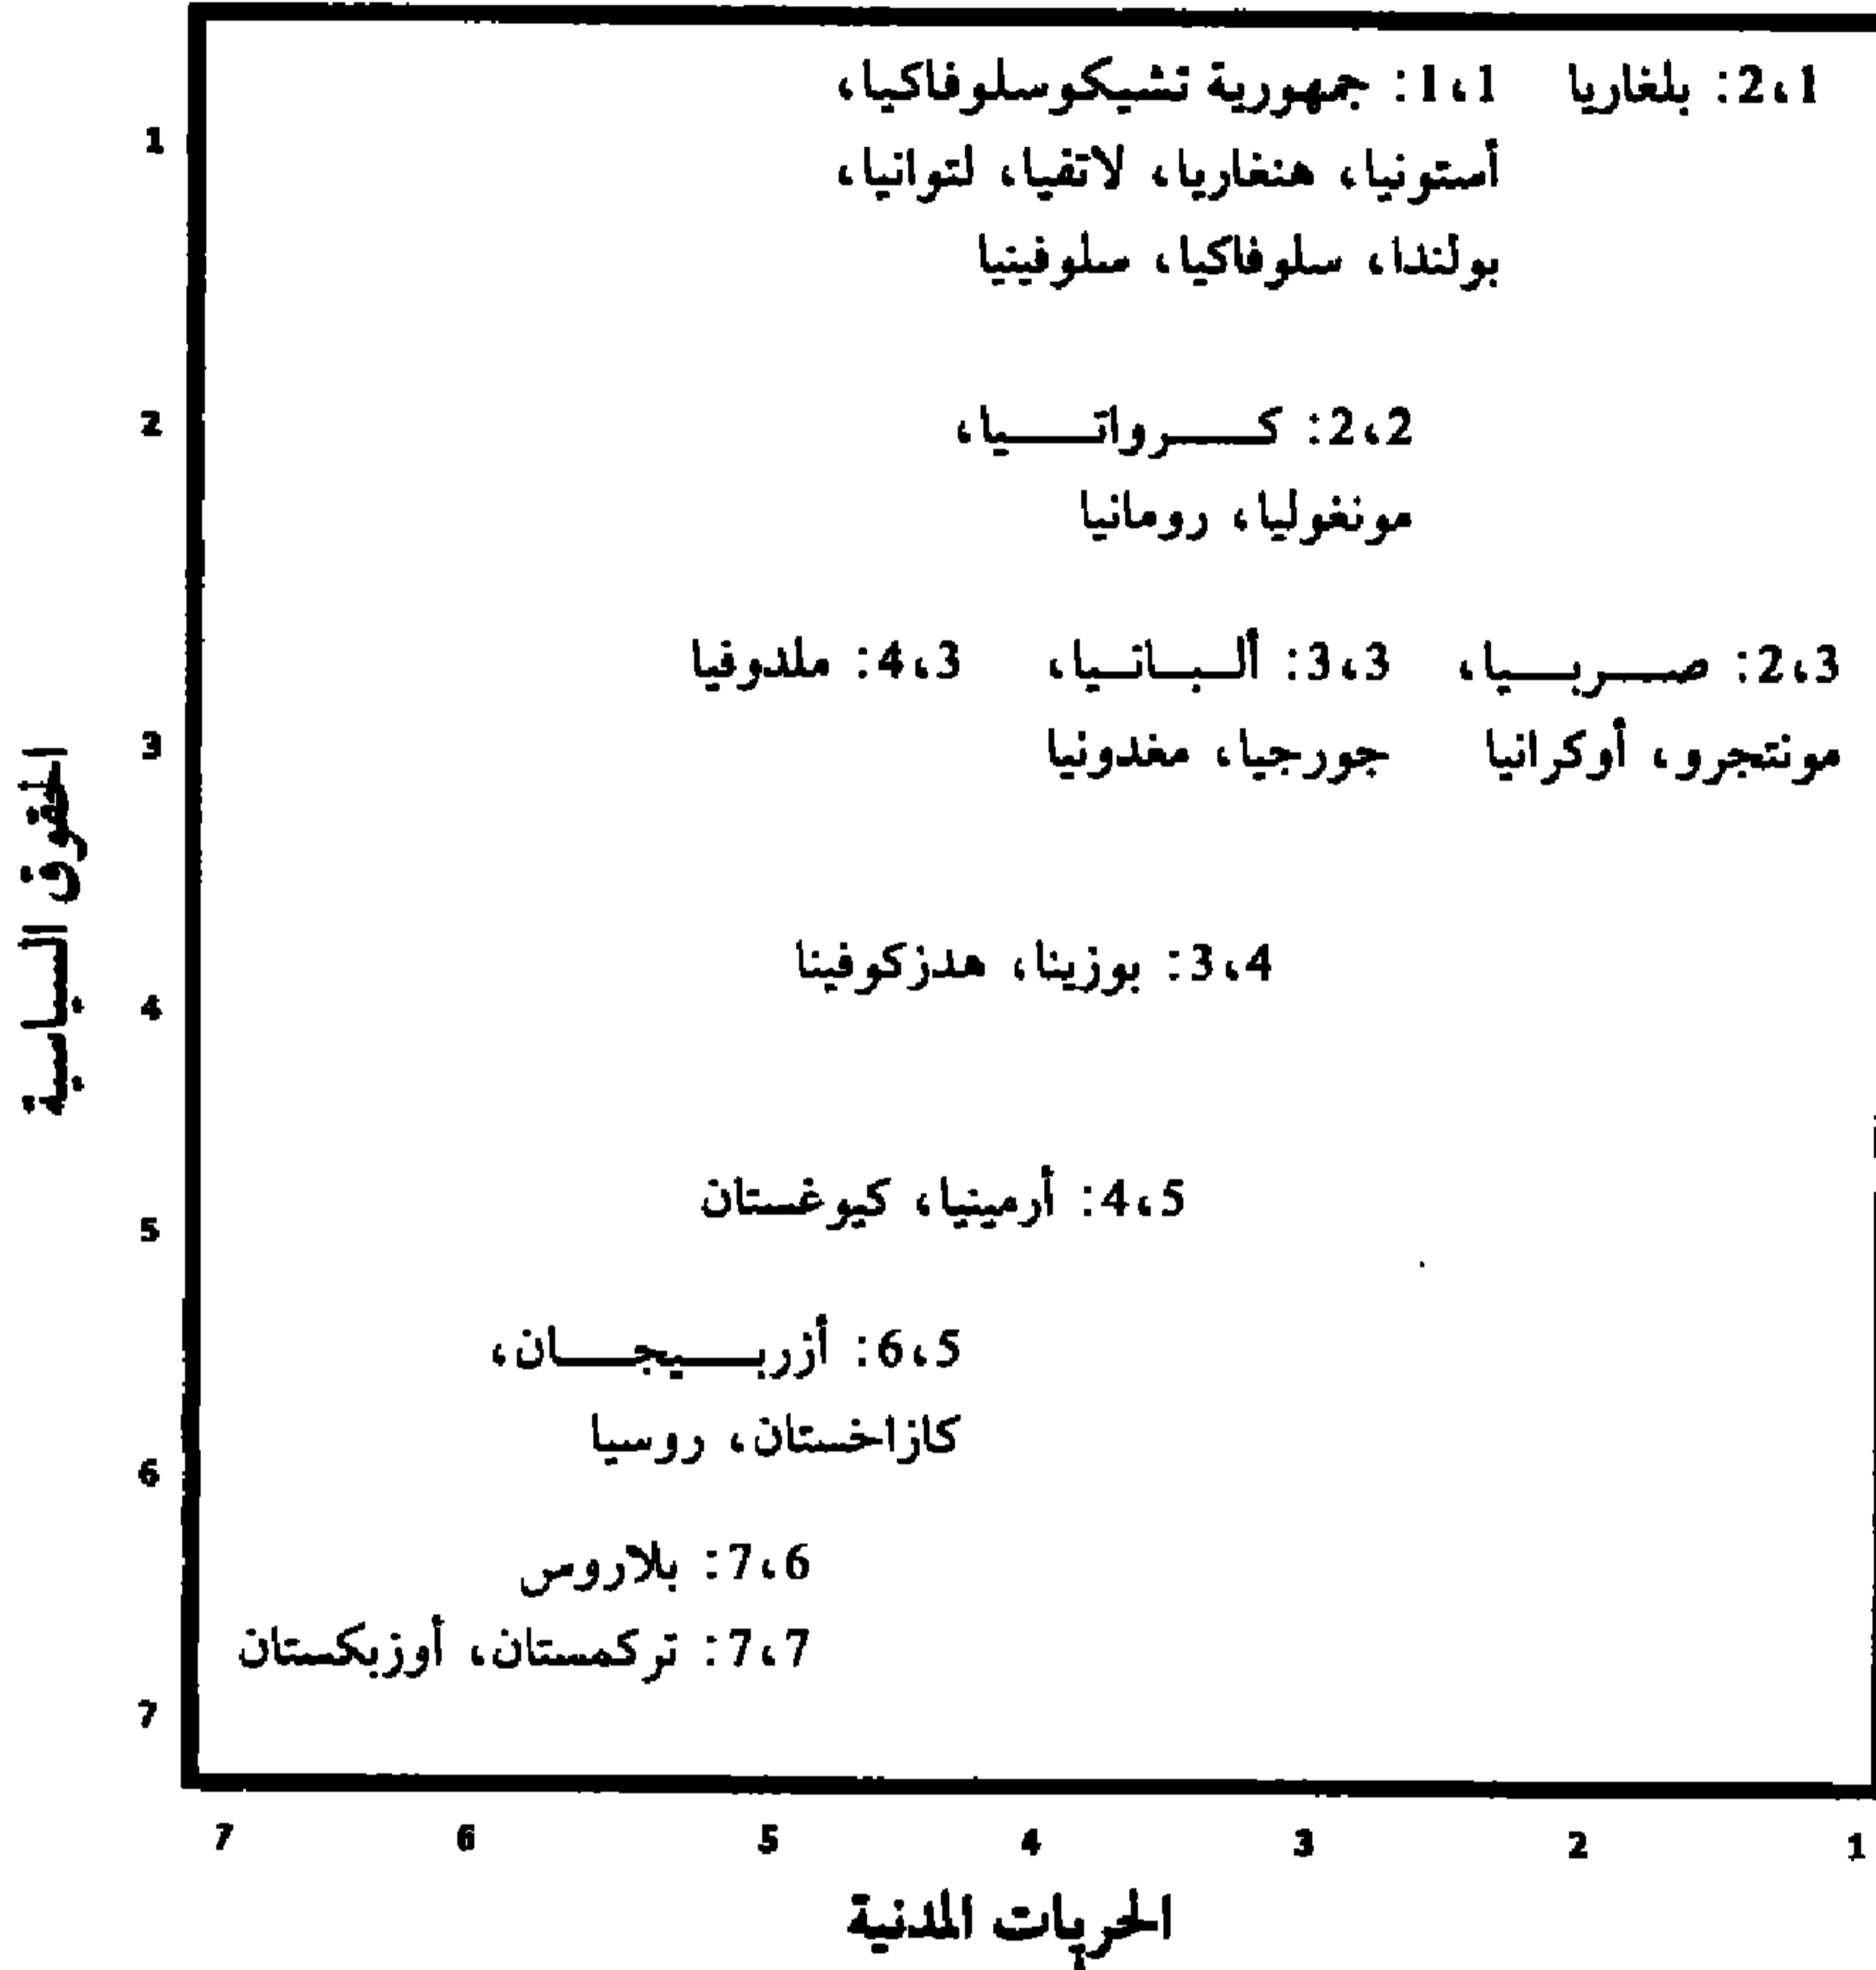 1،2: بلغاريا 1،1: جمهورية تشيكوسلوفاكيا،
أستونيا، هنغاريا، لاتفيا، لتوانيا،
بولندا، سلوفاكيا، سلوفينيا
1
2،2: كرواتيا،
مونغوليا، رومانيا
2
3،2: صربيا، 3،3: ألبانيا، 3،4: ملدوفيا
مونتجرو، أوكرانيا جورجيا، مغدونيا
3
الحقوق السياسية
4،3: بوزينا، هدزكوفينا
4
5،4: أرمينيا، كيوغستان
5
5،6: أزربيجان،
كازاخستان، روسيا
6
6،7: بلاروس
7،7: تركمستان، أوزبكستان
7
7 6 5 4 3 2 1
الحريات المدنية